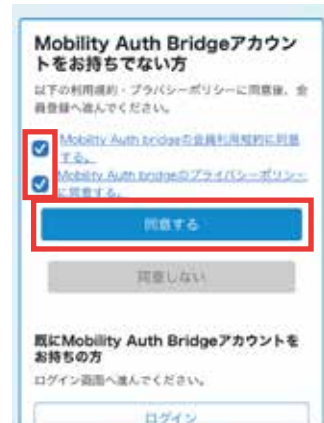 Mobility Auth Bridgeアカウン
トをお持ちでない方
以下の利用規約・プライバシーポリシーに同意後、会
員登録へ進んでください。
Mobility Auth bridgeの会員利用規約に同意
する。
Mobility Auth bridgeのプライバシーポリシー
に同意する。
同意する
同意しない
既にMobility Auth Bridgeアカウントを
お持ちの方
ログイン画面へ進んでください。
ログイン